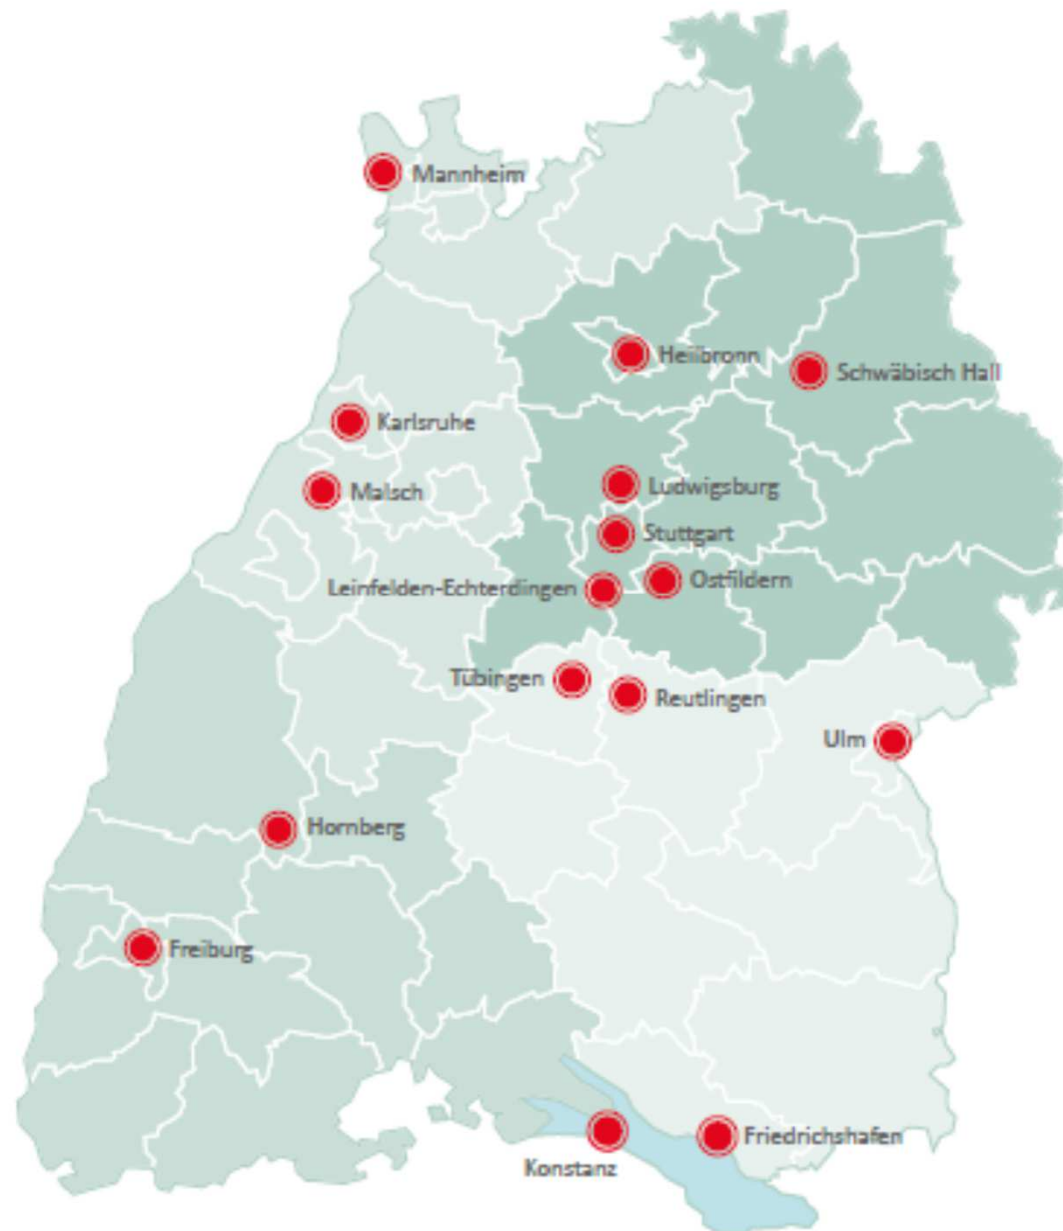 Mannheim
Heilbronn
Schwäbisch Hall
Karlsruhe
Malsch
Ludwigsburg
Stuttgart
Ostfildern
Leinfelden-Echterdingen
Tübingen
Reutlingen
Ulm
Hornberg
Freiburg
Friedrichshafen
Konstanz